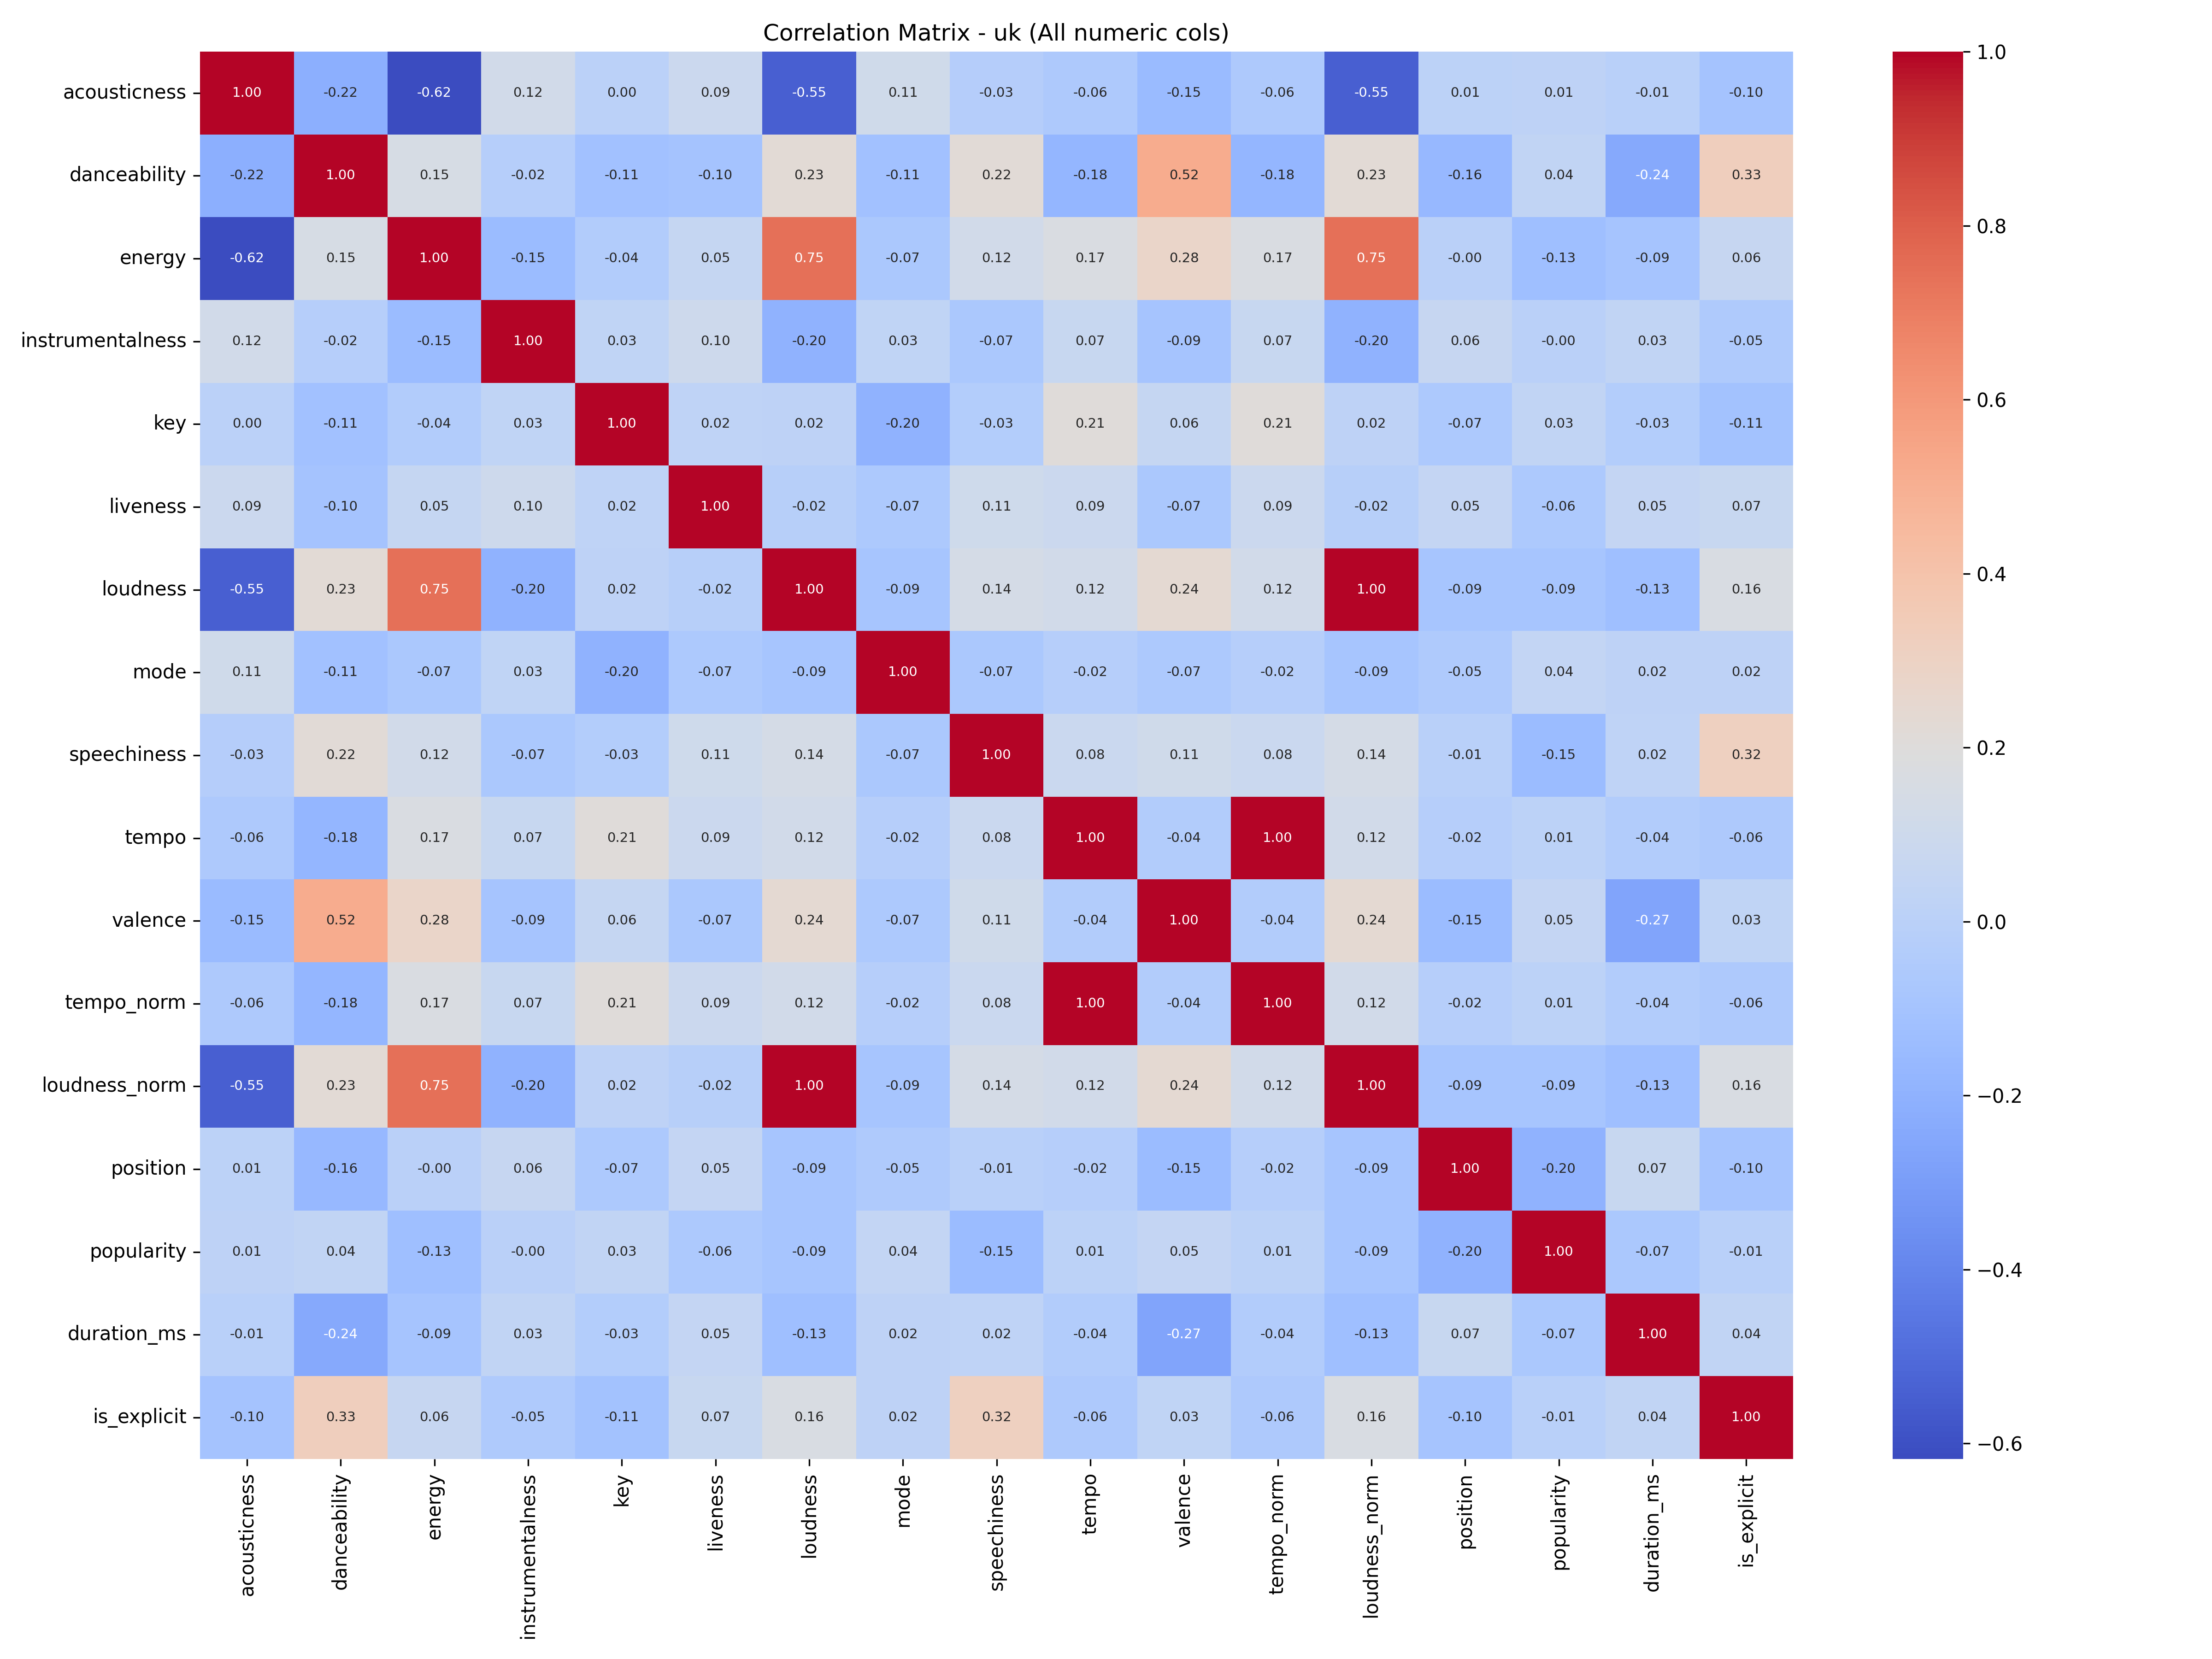 Correlation Matrix - uk (All numeric cols)
acousticness 1.00 -0.22 -0.62 0.12 0.00 0.09 -0.55 0.11 -0.03 -0.06 -0.15 -0.06 -0.55 0.01 0.01 -0.01 -0.10
danceability -0.22 1.00 0.15 -0.02 -0.11 -0.10 0.23 -0.11 0.22 -0.18 0.52 -0.18 0.23 -0.16 0.04 -0.24 0.33
energy -0.62 0.15 1.00 -0.15 -0.04 0.05 0.75 -0.07 0.12 0.17 0.28 0.17 0.75 -0.00 -0.13 -0.09 0.06
instrumentalness 0.12 -0.02 -0.15 1.00 0.03 0.10 -0.20 0.03 -0.07 0.07 -0.09 0.07 -0.20 0.06 -0.00 0.03 -0.05
key 0.00 -0.11 -0.04 0.03 1.00 0.02 0.02 -0.20 -0.03 0.21 0.06 0.21 0.02 -0.07 0.03 -0.03 -0.11
liveness 0.09 -0.10 0.05 0.10 0.02 1.00 -0.02 -0.07 0.11 0.09 -0.07 0.09 -0.02 0.05 -0.06 0.05 0.07
loudness -0.55 0.23 0.75 -0.20 0.02 -0.02 1.00 -0.09 0.14 0.12 0.24 0.12 1.00 -0.09 -0.09 -0.13 0.16
mode 0.11 -0.11 -0.07 0.03 -0.20 -0.07 -0.09 1.00 -0.07 -0.02 -0.07 -0.02 -0.09 -0.05 0.04 0.02 0.02
speechiness -0.03 0.22 0.12 -0.07 -0.03 0.11 0.14 -0.07 1.00 0.08 0.11 0.08 0.14 -0.01 -0.15 0.02 0.32
tempo -0.06 -0.18 0.17 0.07 0.21 0.09 0.12 -0.02 0.08 1.00 -0.04 1.00 0.12 -0.02 0.01 -0.04 -0.06
valence -0.15 0.52 0.28 -0.09 0.06 -0.07 0.24 -0.07 0.11 -0.04 1.00 -0.04 0.24 -0.15 0.05 -0.27 0.03
tempo_norm -0.06 -0.18 0.17 0.07 0.21 0.09 0.12 -0.02 0.08 1.00 -0.04 1.00 0.12 -0.02 0.01 -0.04 -0.06
loudness_norm -0.55 0.23 0.75 -0.20 0.02 -0.02 1.00 -0.09 0.14 0.12 0.24 0.12 1.00 -0.09 -0.09 -0.13 0.16
position 0.01 -0.16 -0.00 0.06 -0.07 0.05 -0.09 -0.05 -0.01 -0.02 -0.15 -0.02 -0.09 1.00 -0.20 0.07 -0.10
popularity 0.01 0.04 -0.13 -0.00 0.03 -0.06 -0.09 0.04 -0.15 0.01 0.05 0.01 -0.09 -0.20 1.00 -0.07 -0.01
duration_ms -0.01 -0.24 -0.09 0.03 -0.03 0.05 -0.13 0.02 0.02 -0.04 -0.27 -0.04 -0.13 0.07 -0.07 1.00 0.04
is_explicit -0.10 0.33 0.06 -0.05 -0.11 0.07 0.16 0.02 0.32 -0.06 0.03 -0.06 0.16 -0.10 -0.01 0.04 1.00
acousticness
danceability
energy
instrumentalness
key
liveness
loudness
mode
speechiness
tempo
valence
tempo_norm
loudness_norm
position
popularity
duration_ms
is_explicit
1.0
0.8
0.6
0.4
0.2
0.0
−0.2
−0.4
−0.6